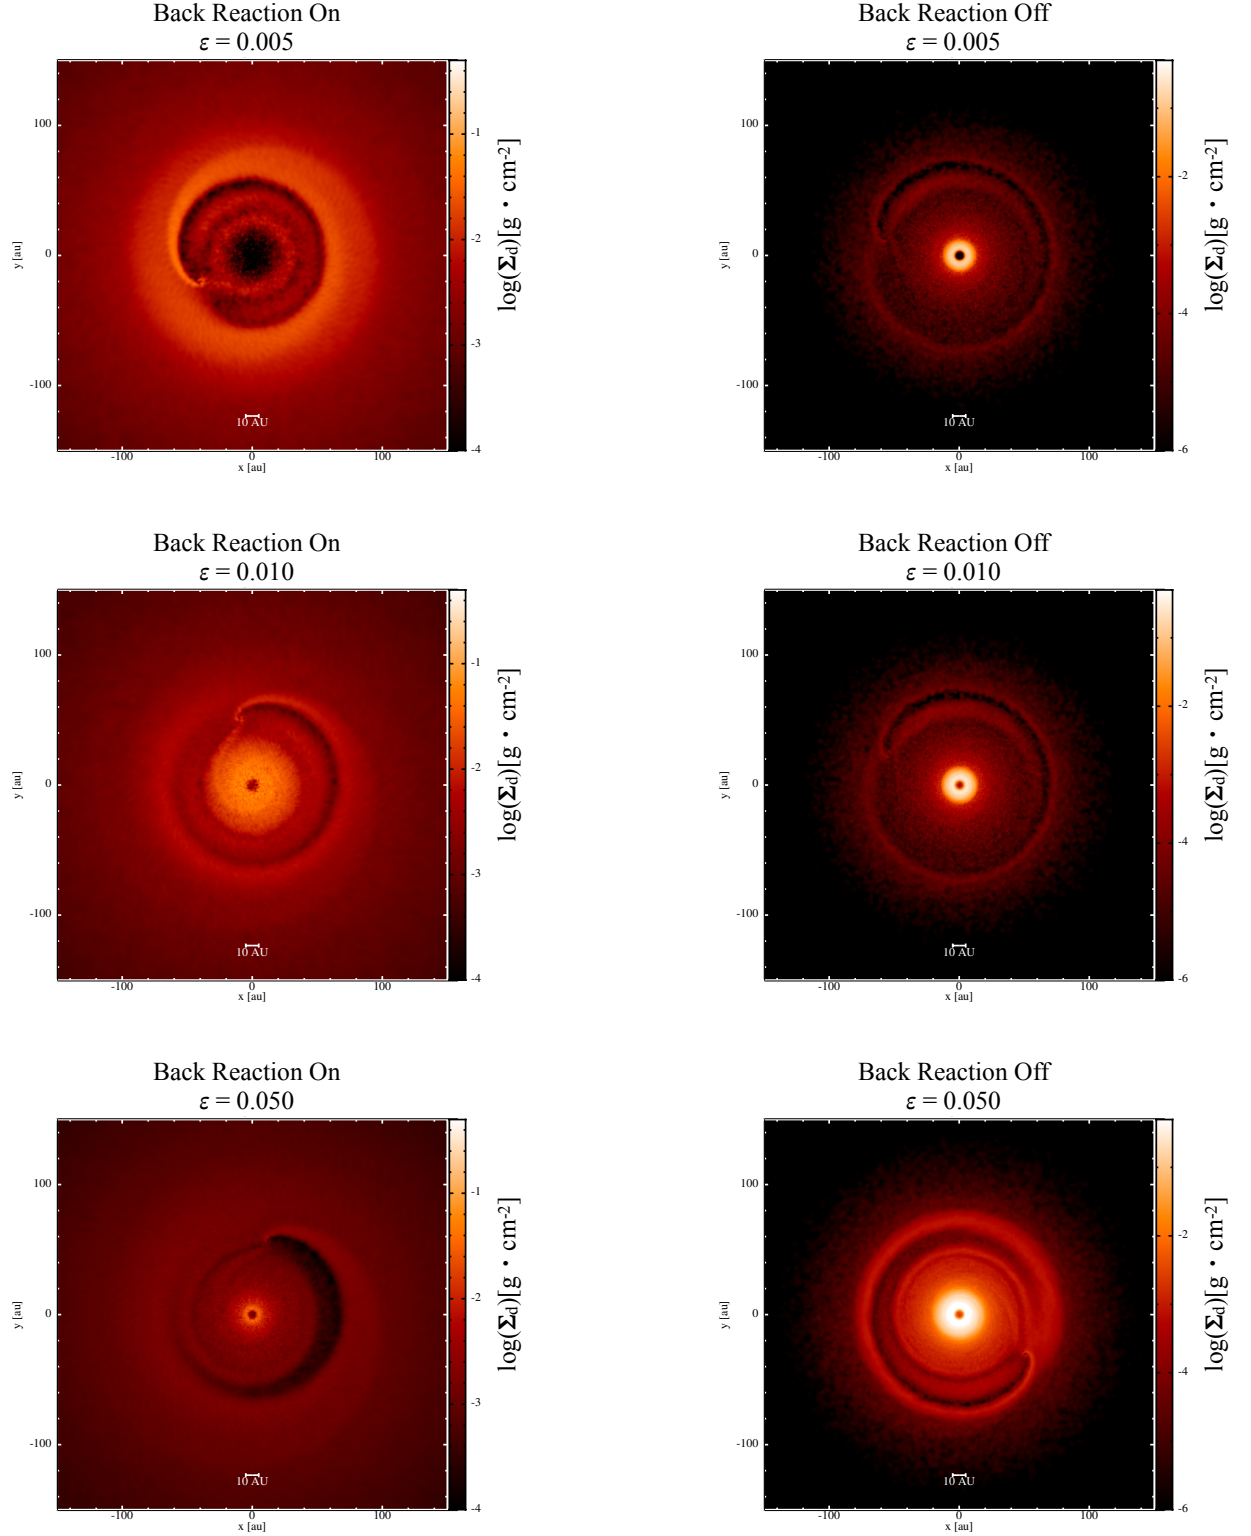 Back Reaction On
ε = 0.005
100
0
-100
y [au]
-100
0
100
x [au]
10 AU
-1
-2
-3
-4
log(Σd)[g · cm-2]
Back Reaction Off
ε = 0.005
100
0
-100
y [au]
-100
0
100
x [au]
10 AU
-2
-4
-6
log(Σd)[g · cm-2]
Back Reaction On
ε = 0.010
100
0
-100
y [au]
-100
0
100
x [au]
10 AU
-1
-2
-3
-4
log(Σd)[g · cm-2]
Back Reaction Off
ε = 0.010
100
0
-100
y [au]
-100
0
100
x [au]
10 AU
-2
-4
-6
log(Σd)[g · cm-2]
Back Reaction On
ε = 0.050
100
0
-100
y [au]
-100
0
100
x [au]
10 AU
-1
-2
-3
-4
log(Σd)[g · cm-2]
Back Reaction Off
ε = 0.050
100
0
-100
y [au]
-100
0
100
x [au]
10 AU
-2
-4
-6
log(Σd)[g · cm-2]